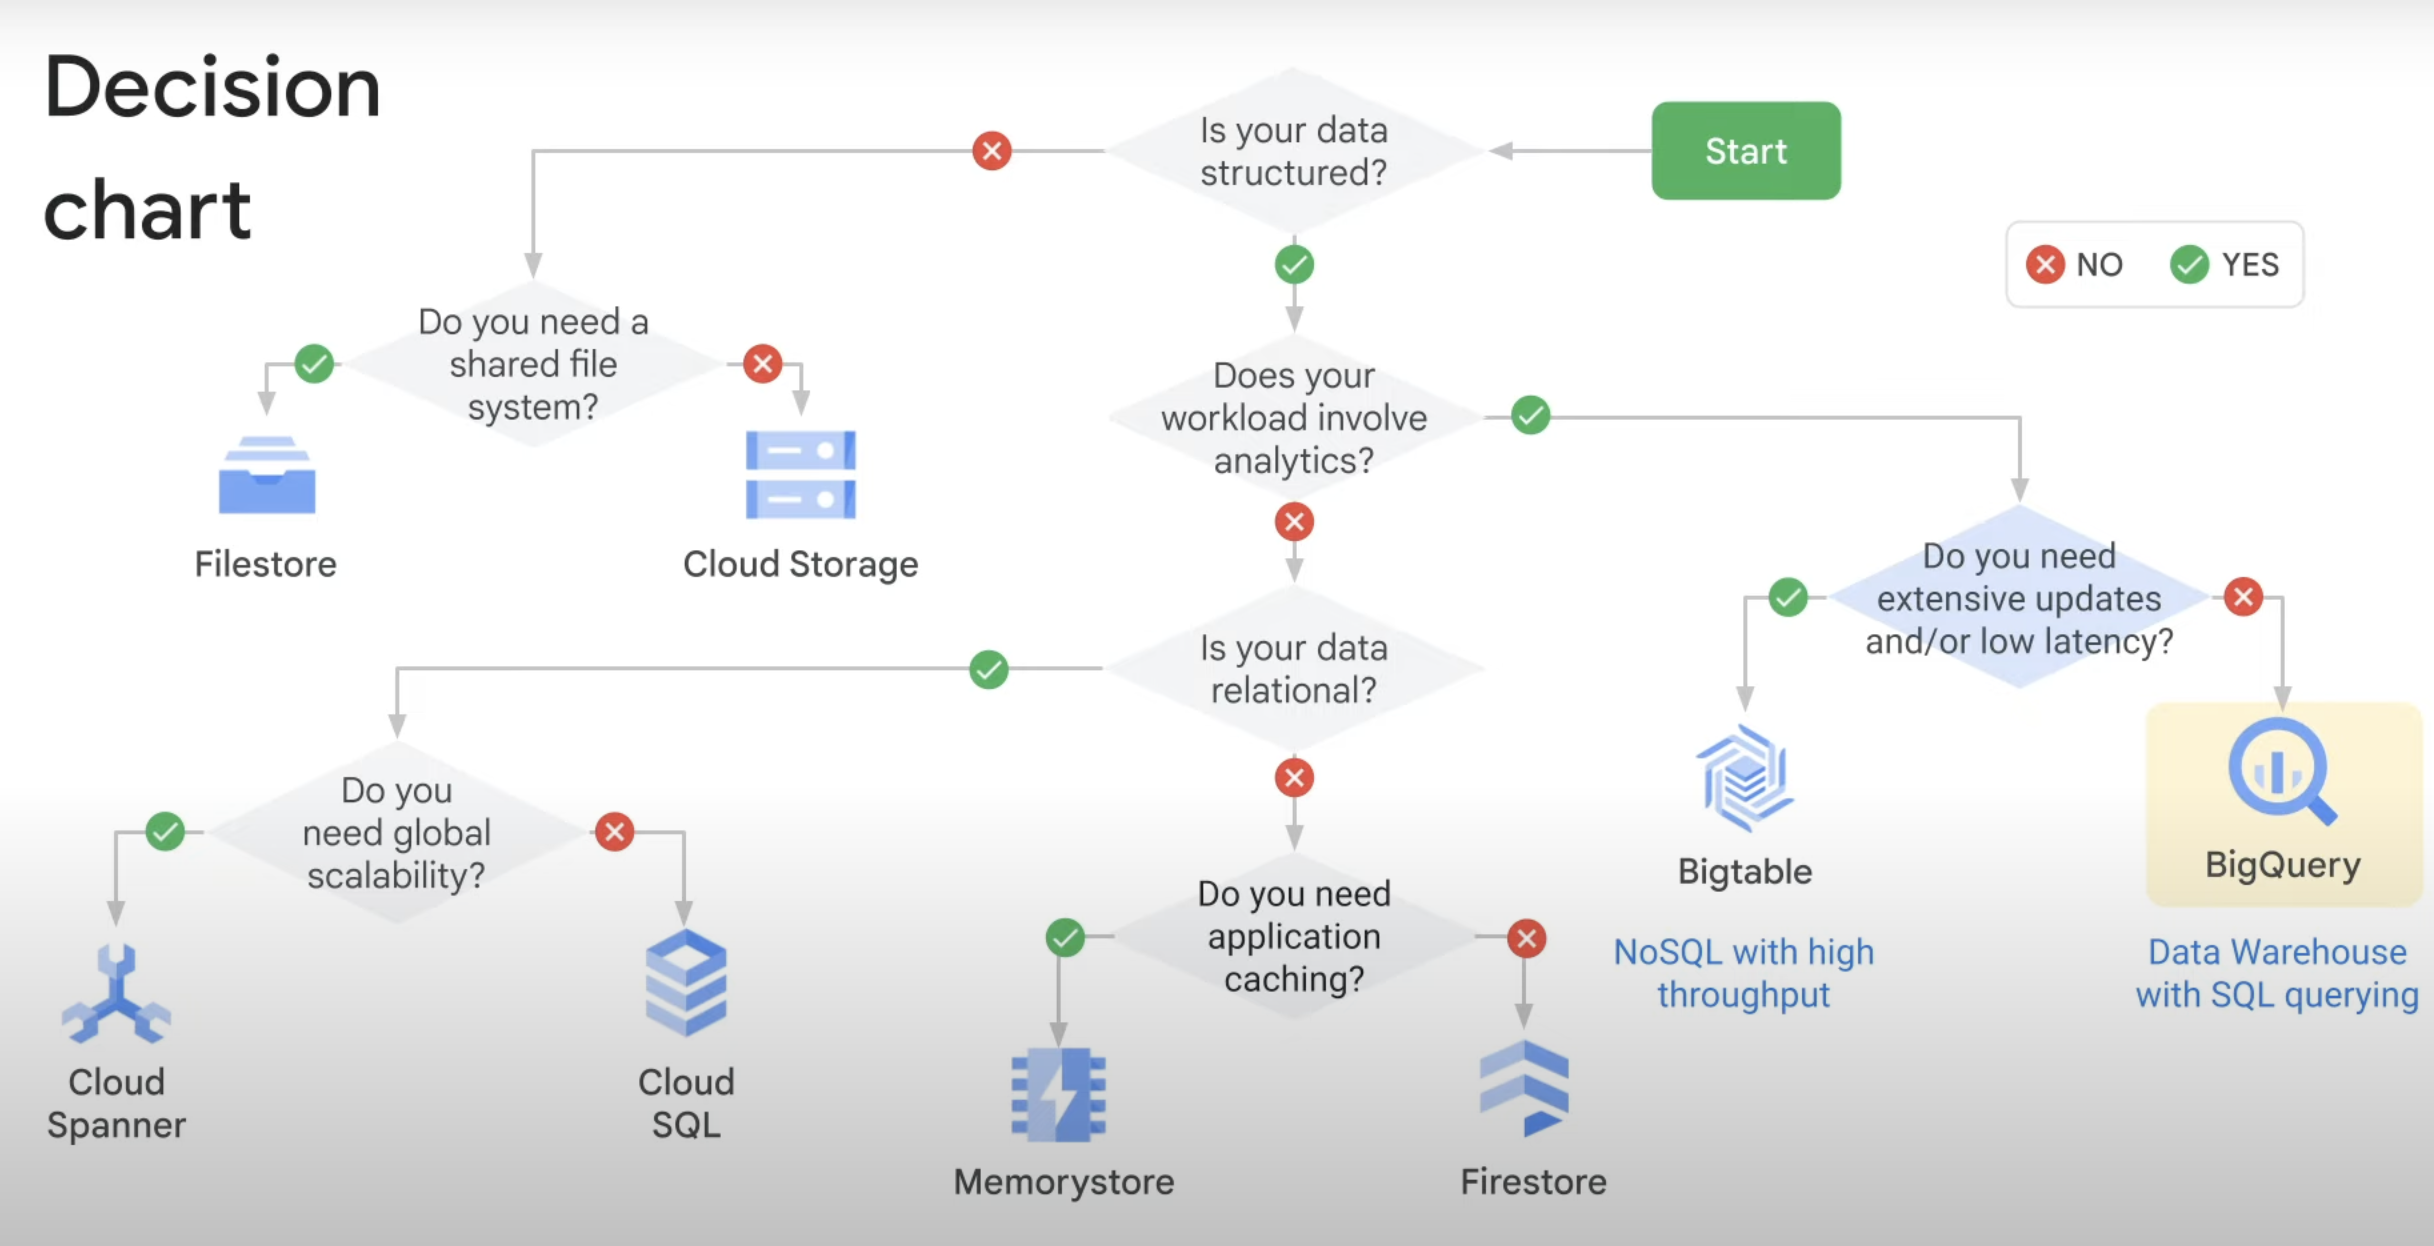 Decision
chart
Is your data
structured?
Start
NO
YES
Do you need a
shared file
system?
Does your
workload involve
analytics?
Filestore
Cloud Storage
Do you need
extensive updates
and/or low latency?
Is your data
relational?
Do you
need global
scalability?
Bigtable
BigQuery
Do you need
application
caching?
NoSQL with high
throughput
Data Warehouse
with SQL querying
Cloud
Spanner
Cloud
SQL
Memorystore
Firestore